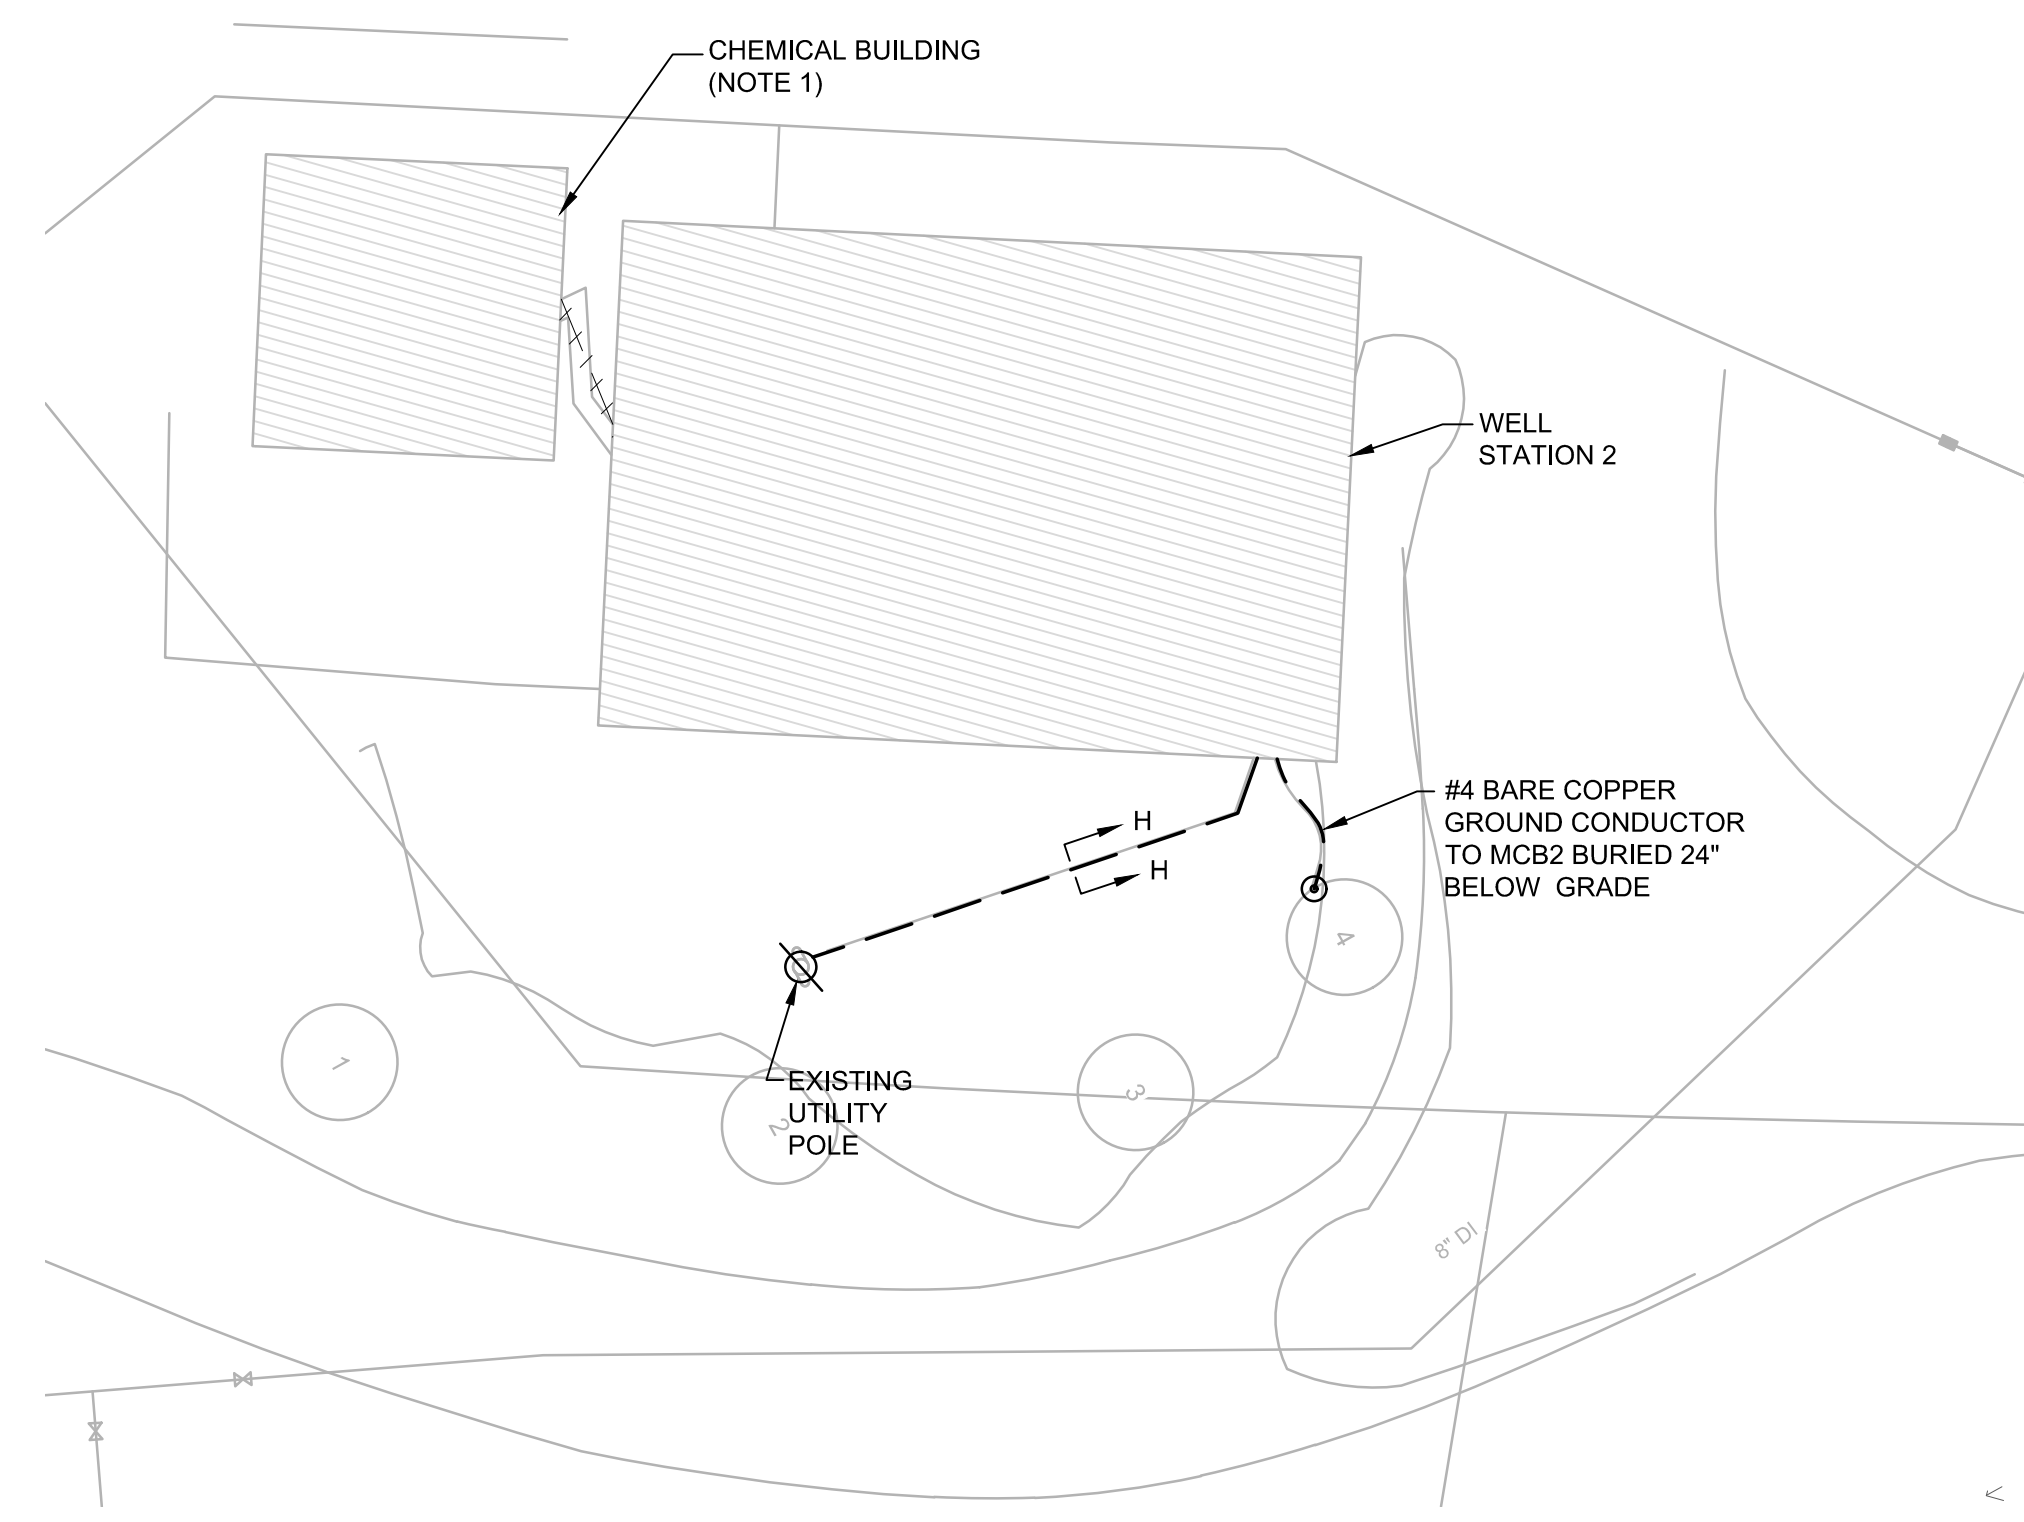 CHEMICAL BUILDING
(NOTE 1)
WELL
STATION 2
#4 BARE COPPER
GROUND CONDUCTOR
TO MCB2 BURIED 24"
BELOW GRADE
H
H
4
EXISTING
UTILITY
POLE
1
2
3
8" DI